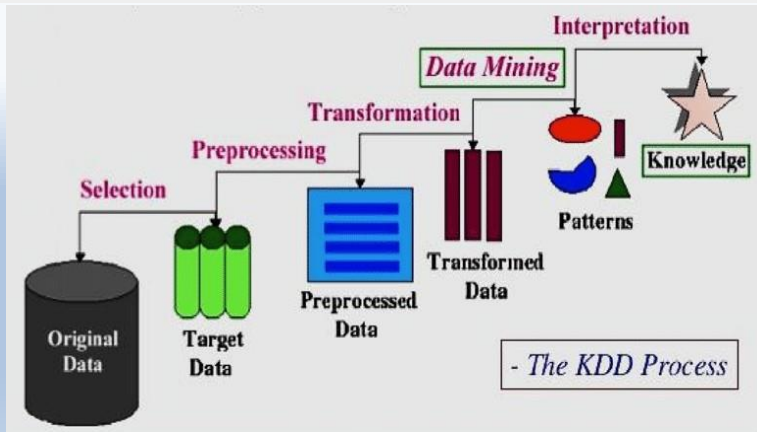 Interpretation
Data Mining
Transformation
Knowledge
Preprocessing
Patterns
Selection
Transformed
Data
Preprocessed
Data
Original
Data
Target
Data
- The KDD Process